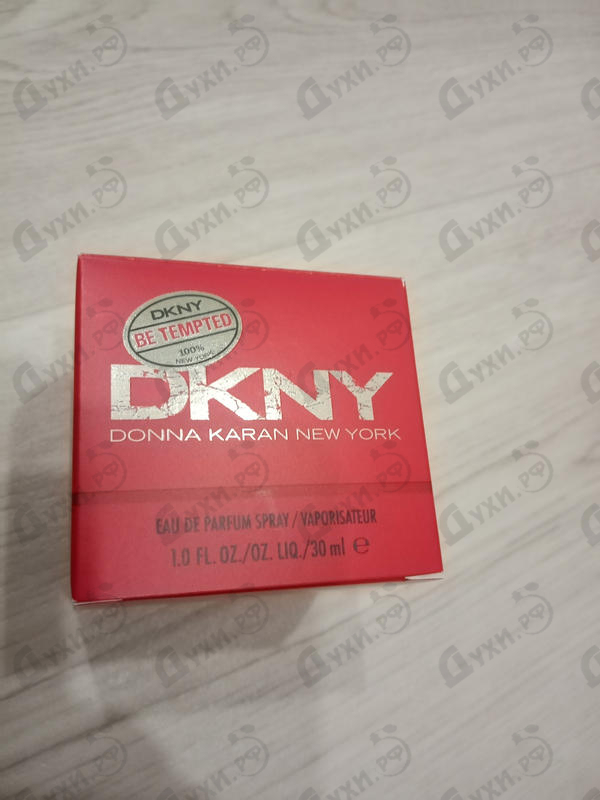 DKNY
BE TEMPTED
100%
NEW YORK
DKNY
DONNA KARAN NEW YORK
EAU DE PARFUM SPRAY / VAPORISATEUR
1.0 FL. OZ./OZ. LIQ./30 ml ℮
Духи.РФ